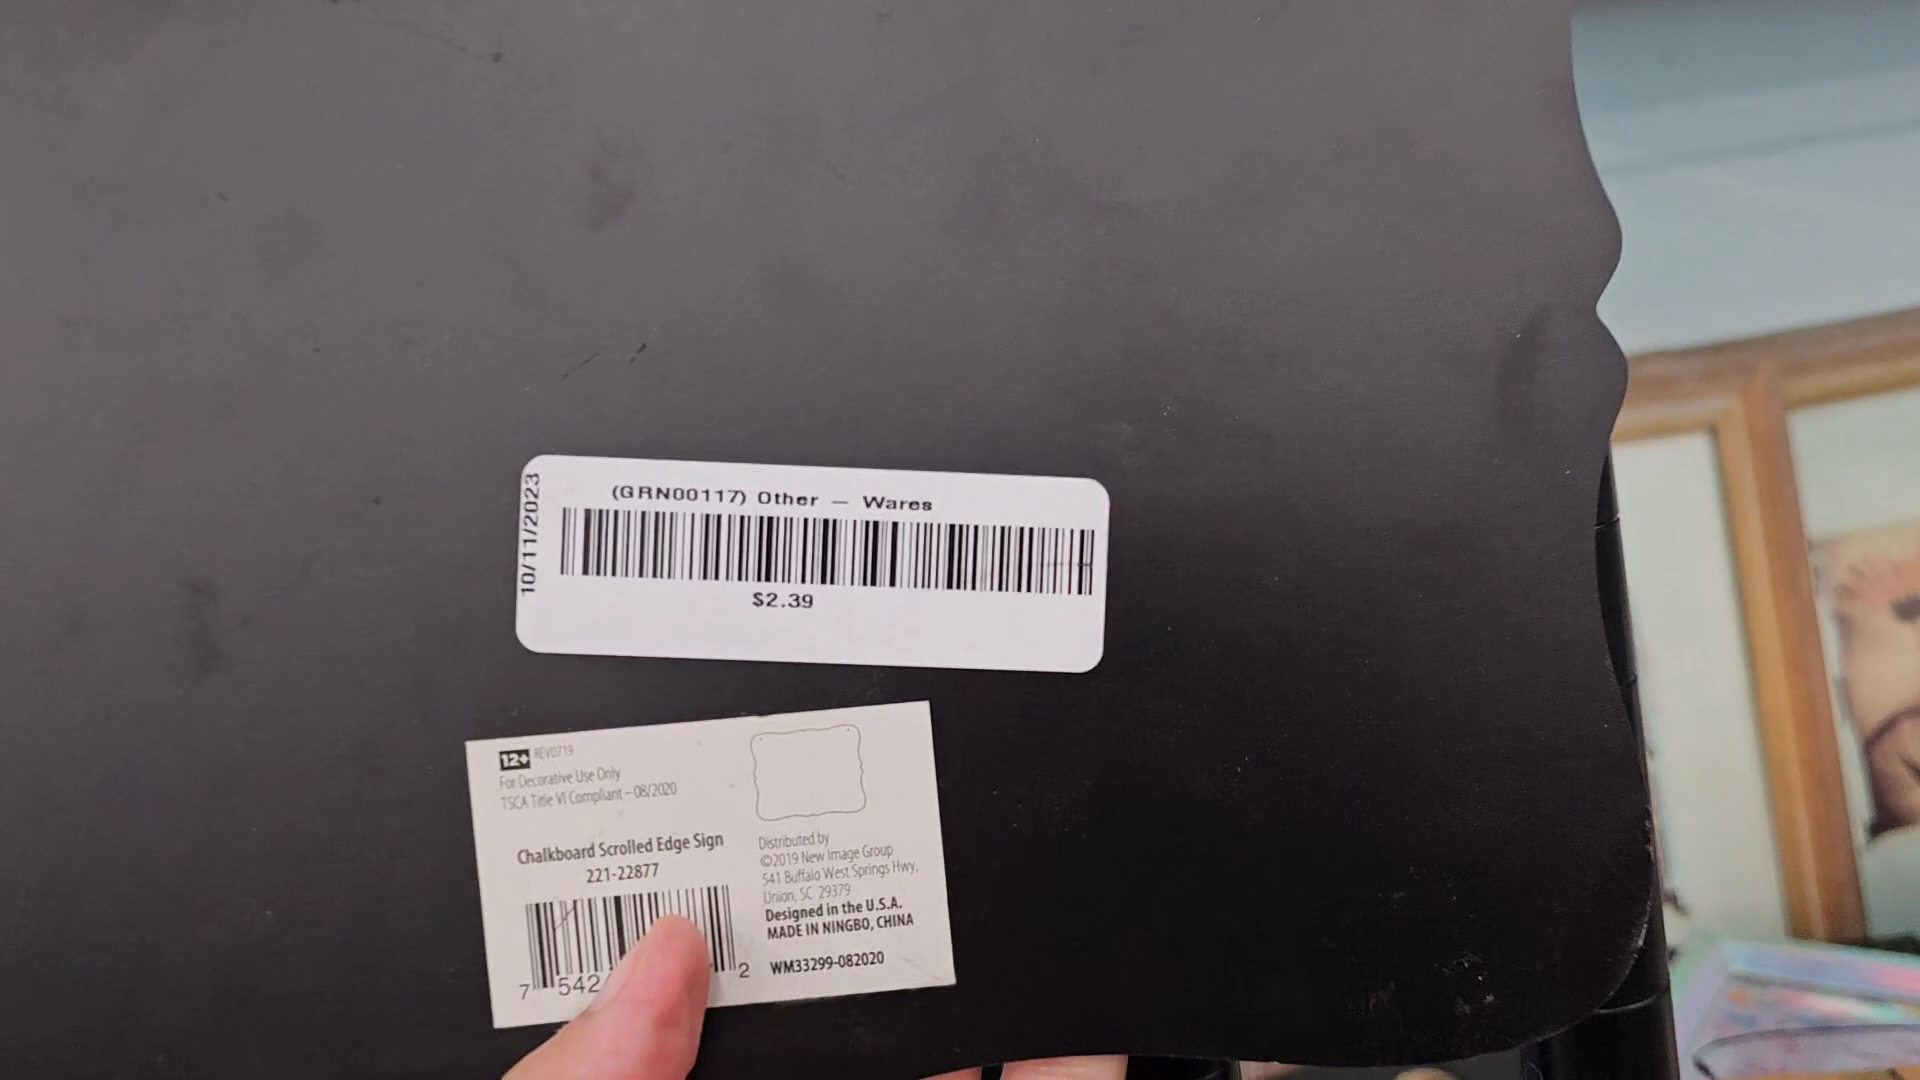 10/11/2023
(GRN00117) Other — Wares
$2.39
12+ REV0719
For Decorative Use Only
TSCA Title VI Compliant – 08/2020
Chalkboard Scrolled Edge Sign
221-22877
7 542 2
Distributed by
©2019 New Image Group
541 Buffalo West Springs Hwy,
Union, SC 29379
Designed in the U.S.A.
MADE IN NINGBO, CHINA
WM33299-082020